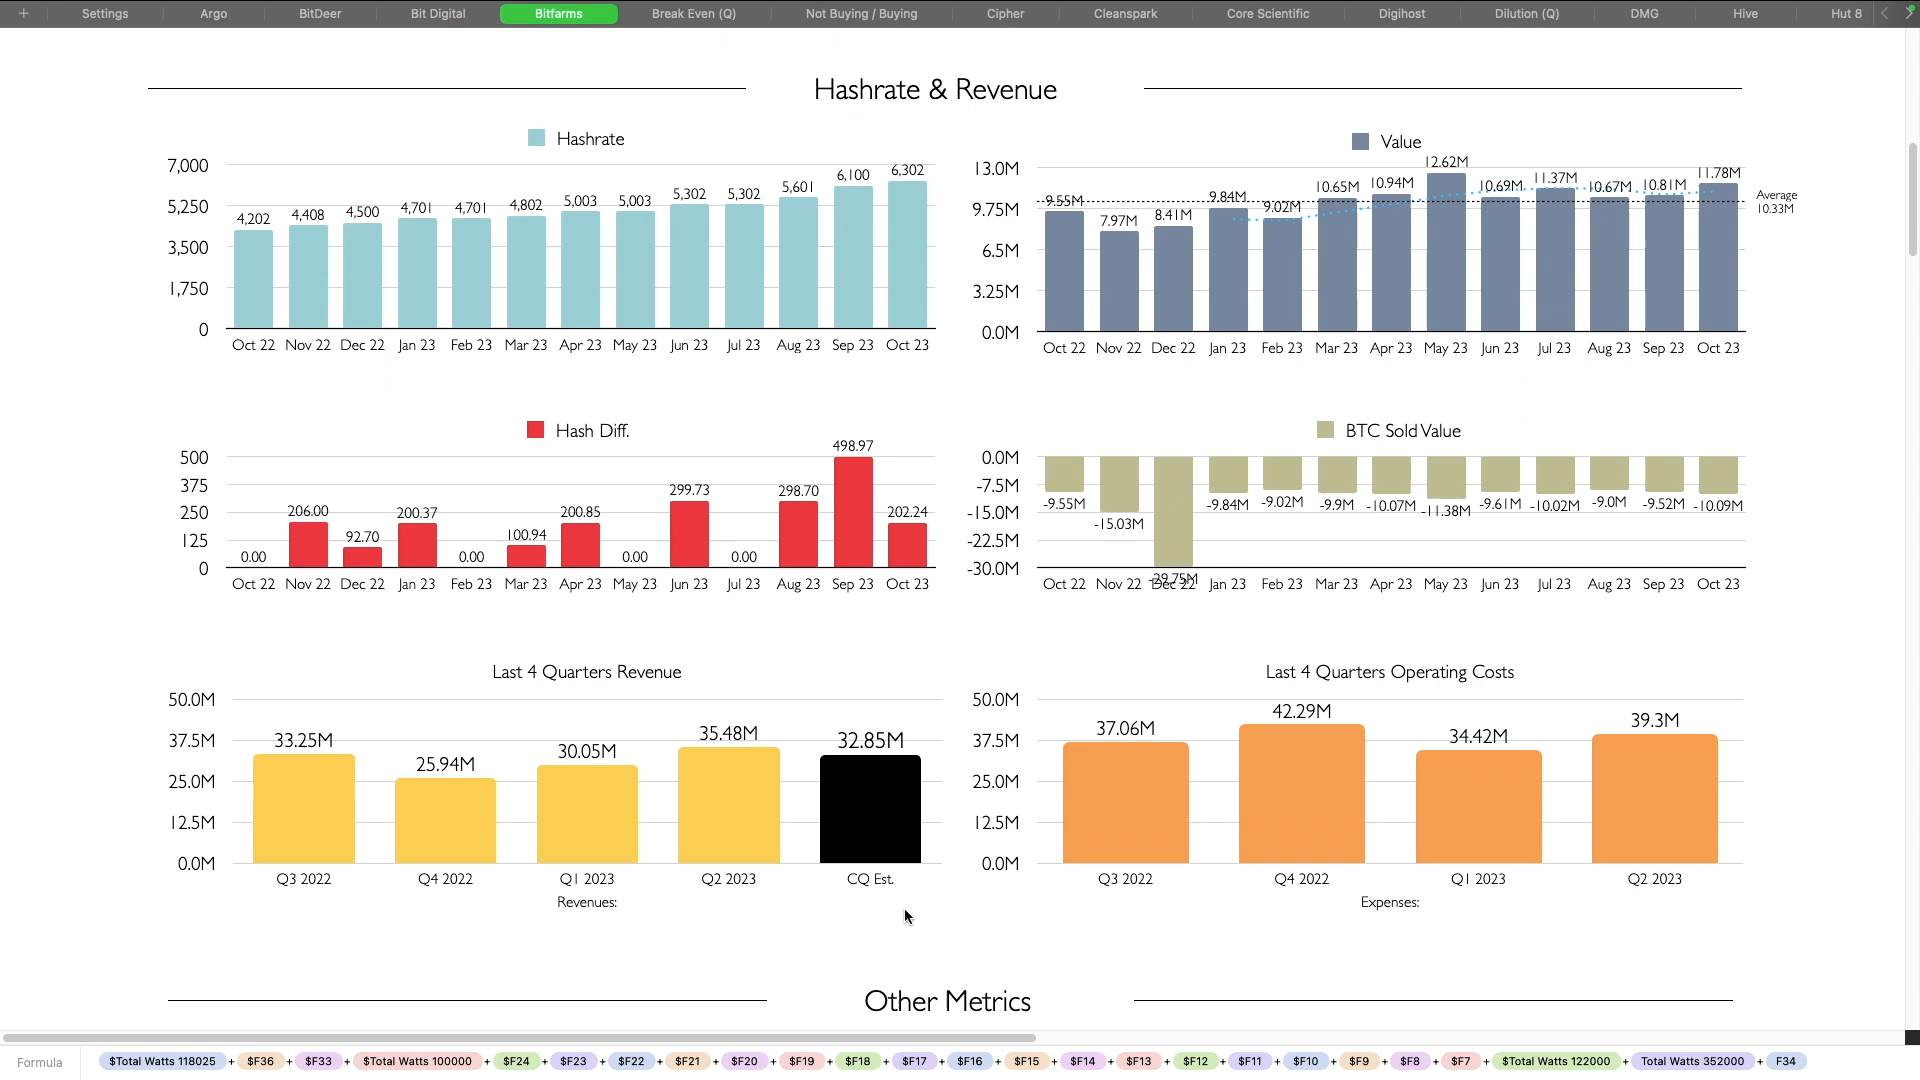 + Settings Argo BitDeer Bit Digital Bitfarms Break Even (Q) Not Buying / Buying Cipher Cleanspark Core Scientific Digihost Dilution (Q) DMG Hive Hut 8
Hashrate & Revenue
Hashrate
7,000
5,250
3,500
1,750
0
4,202 4,408 4,500 4,701 4,701 4,802 5,003 5,003 5,302 5,302 5,601 6,100 6,302
Oct 22 Nov 22 Dec 22 Jan 23 Feb 23 Mar 23 Apr 23 May 23 Jun 23 Jul 23 Aug 23 Sep 23 Oct 23
Value
13.0M
9.75M
6.5M
3.25M
0.0M
9.55M 7.97M 8.41M 9.84M 9.02M 10.65M 10.94M 12.62M 10.69M 11.37M 10.67M 10.81M 11.78M
Average
10.33M
Oct 22 Nov 22 Dec 22 Jan 23 Feb 23 Mar 23 Apr 23 May 23 Jun 23 Jul 23 Aug 23 Sep 23 Oct 23
Hash Diff.
500
375
250
125
0
0.00 206.00 92.70 200.37 0.00 100.94 200.85 0.00 299.73 0.00 298.70 498.97 202.24
Oct 22 Nov 22 Dec 22 Jan 23 Feb 23 Mar 23 Apr 23 May 23 Jun 23 Jul 23 Aug 23 Sep 23 Oct 23
BTC Sold Value
0.0M
-7.5M
-15.0M
-22.5M
-30.0M
-9.55M -15.03M -29.75M -9.84M -9.02M -9.9M -10.07M -11.38M -9.61M -10.02M -9.0M -9.52M -10.09M
Oct 22 Nov 22 Dec 22 Jan 23 Feb 23 Mar 23 Apr 23 May 23 Jun 23 Jul 23 Aug 23 Sep 23 Oct 23
Last 4 Quarters Revenue
50.0M
37.5M
25.0M
12.5M
0.0M
33.25M 25.94M 30.05M 35.48M 32.85M
Q3 2022 Q4 2022 Q1 2023 Q2 2023 CQ Est.
Revenues:
Last 4 Quarters Operating Costs
50.0M
37.5M
25.0M
12.5M
0.0M
37.06M 42.29M 34.42M 39.3M
Q3 2022 Q4 2022 Q1 2023 Q2 2023
Expenses:
Other Metrics
Formula $Total Watts 118025 + $F36 + $F33 + $Total Watts 100000 + $F24 + $F23 + $F22 + $F21 + $F20 + $F19 + $F18 + $F17 + $F16 + $F15 + $F14 + $F13 + $F12 + $F11 + $F10 + $F9 + $F8 + $F7 + $Total Watts 122000 + Total Watts 352000 + F34